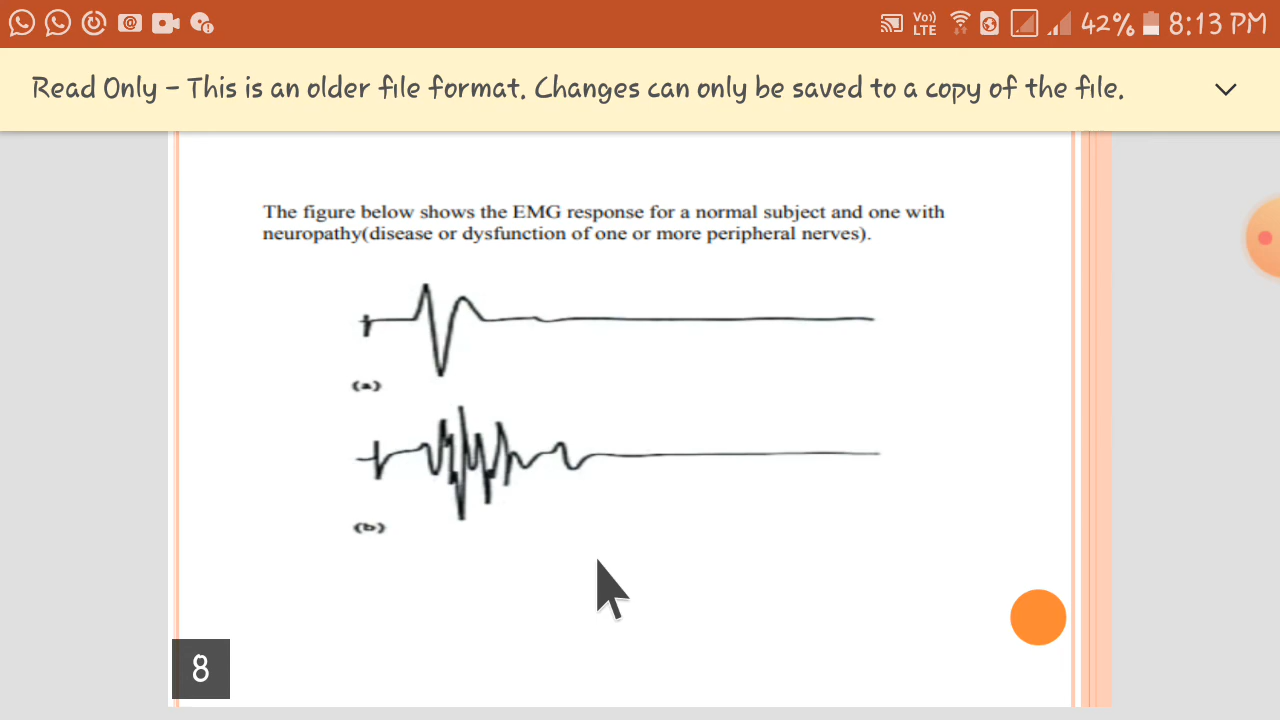 Vo)) LTE 42% 8:13 PM
Read Only - This is an older file format. Changes can only be saved to a copy of the file.
The figure below shows the EMG response for a normal subject and one with
neuropathy(disease or dysfunction of one or more peripheral nerves).
(a)
(b)
8